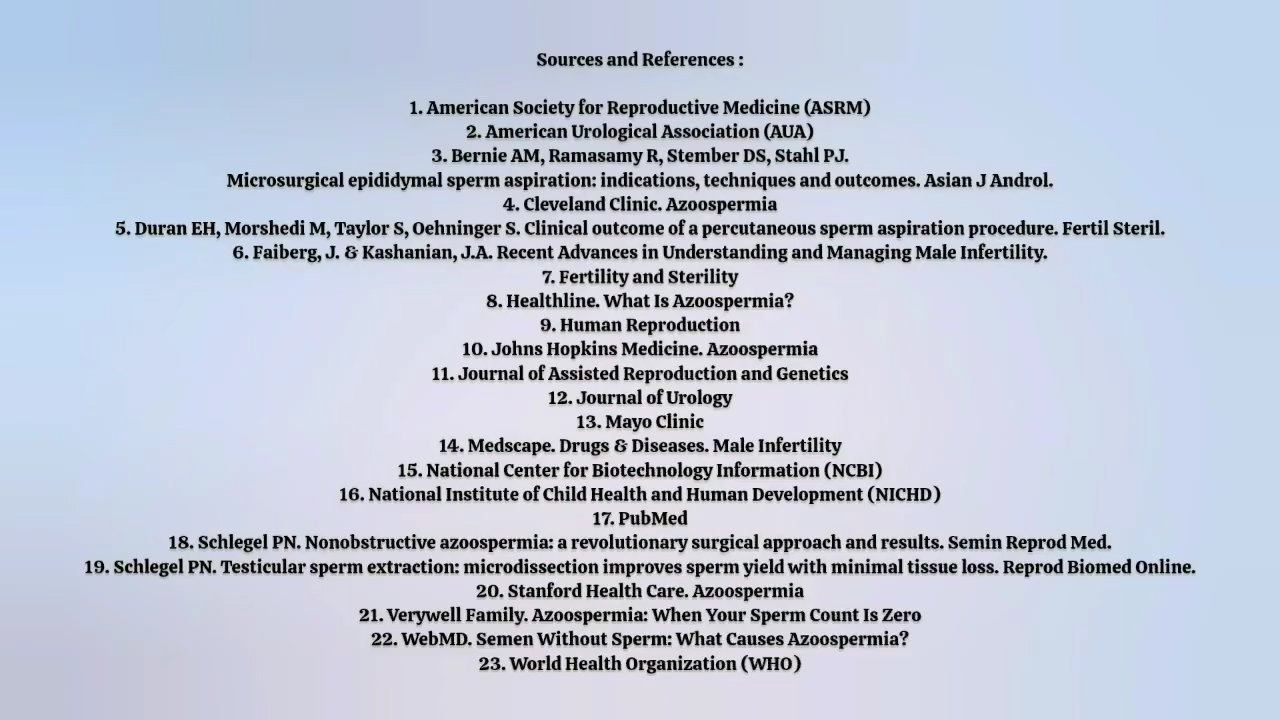 Sources and References :
1. American Society for Reproductive Medicine (ASRM)
2. American Urological Association (AUA)
3. Bernie AM, Ramasamy R, Stember DS, Stahl PJ.
Microsurgical epididymal sperm aspiration: indications, techniques and outcomes. Asian J Androl.
4. Cleveland Clinic. Azoospermia
5. Duran EH, Morshedi M, Taylor S, Oehninger S. Clinical outcome of a percutaneous sperm aspiration procedure. Fertil Steril.
6. Faiberg, J. & Kashanian, J.A. Recent Advances in Understanding and Managing Male Infertility.
7. Fertility and Sterility
8. Healthline. What Is Azoospermia?
9. Human Reproduction
10. Johns Hopkins Medicine. Azoospermia
11. Journal of Assisted Reproduction and Genetics
12. Journal of Urology
13. Mayo Clinic
14. Medscape. Drugs & Diseases. Male Infertility
15. National Center for Biotechnology Information (NCBI)
16. National Institute of Child Health and Human Development (NICHD)
17. PubMed
18. Schlegel PN. Nonobstructive azoospermia: a revolutionary surgical approach and results. Semin Reprod Med.
19. Schlegel PN. Testicular sperm extraction: microdissection improves sperm yield with minimal tissue loss. Reprod Biomed Online.
20. Stanford Health Care. Azoospermia
21. Verywell Family. Azoospermia: When Your Sperm Count Is Zero
22. WebMD. Semen Without Sperm: What Causes Azoospermia?
23. World Health Organization (WHO)